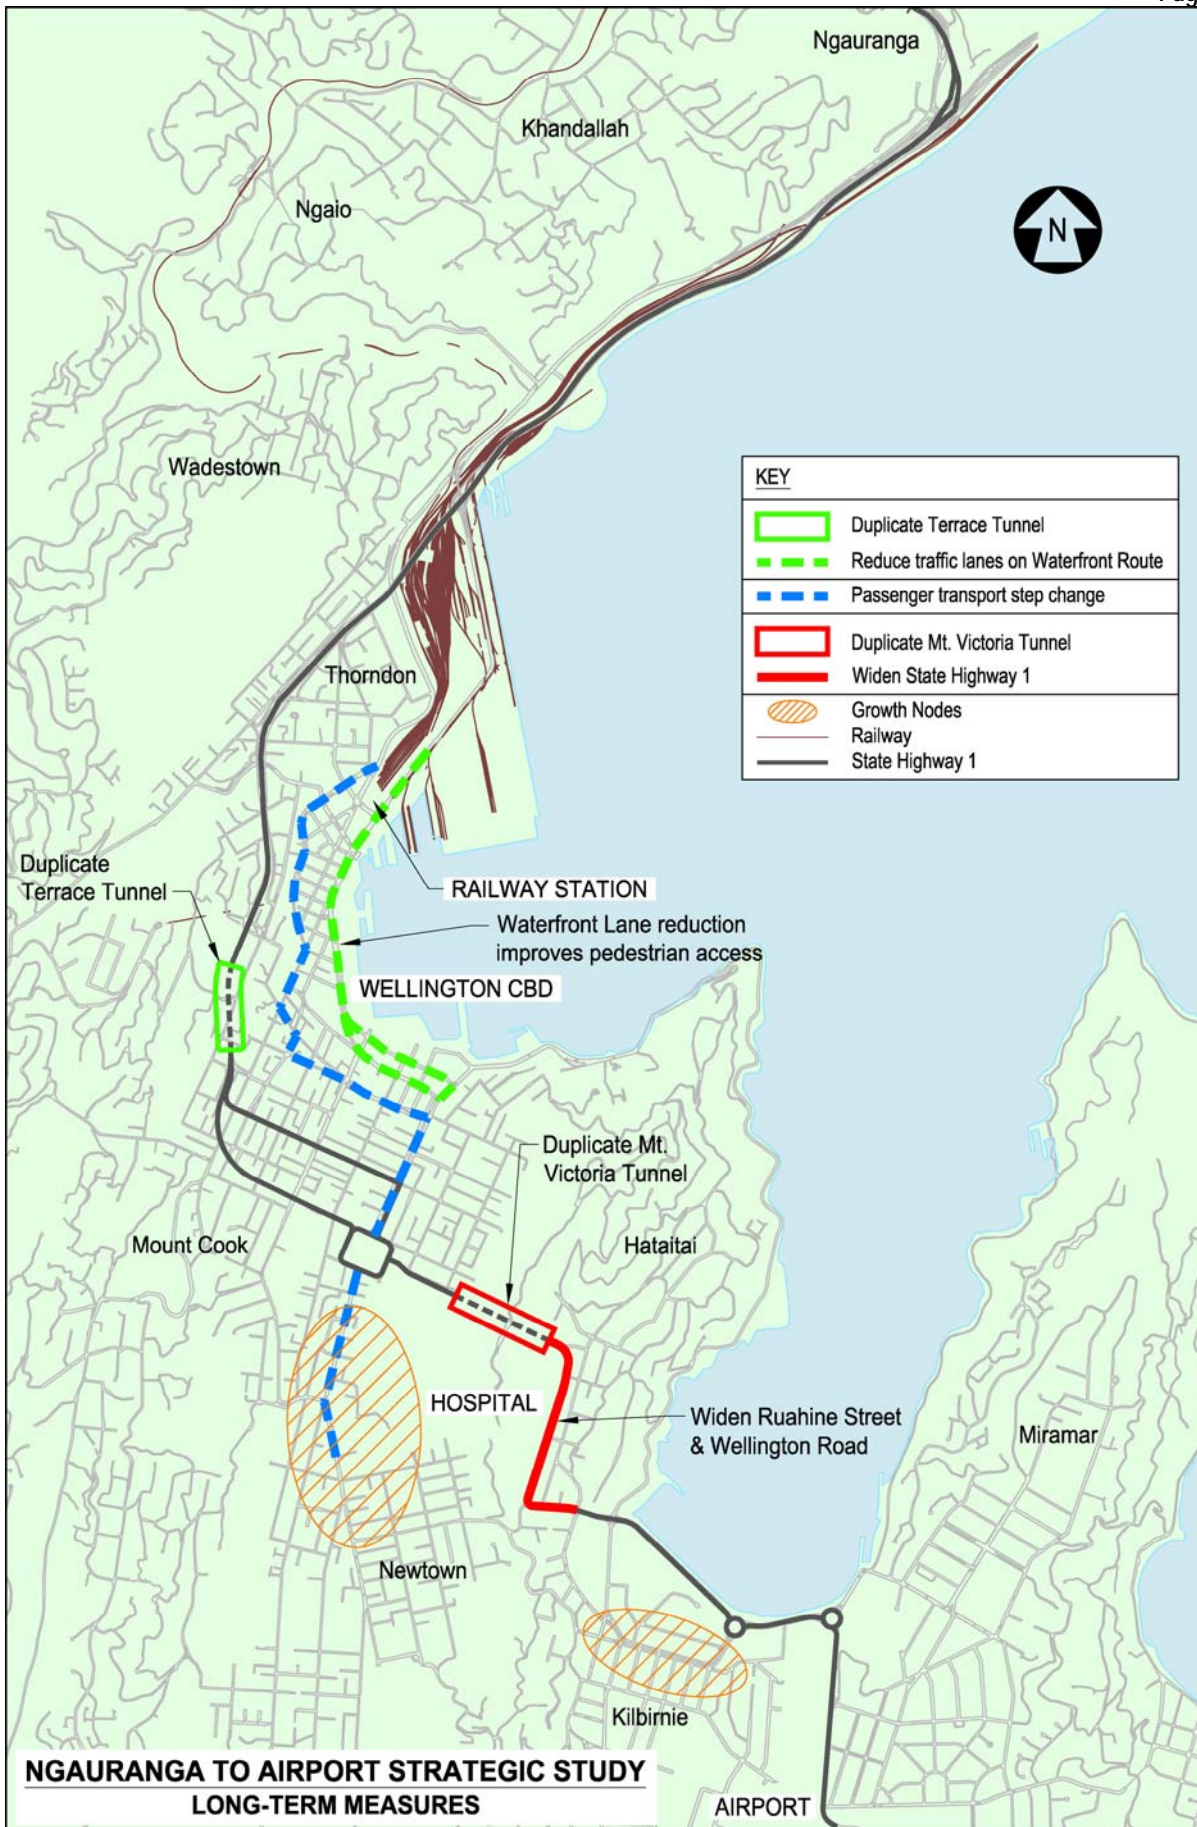 Ngauranga
Khandallah
Ngaio
N
Wadestown
KEY
Duplicate Terrace Tunnel
Reduce traffic lanes on Waterfront Route
Passenger transport step change
Duplicate Mt. Victoria Tunnel
Widen State Highway 1
Growth Nodes
Railway
State Highway 1
Thorndon
Duplicate
Terrace Tunnel
RAILWAY STATION
Waterfront Lane reduction
improves pedestrian access
WELLINGTON CBD
Duplicate Mt.
Victoria Tunnel
Mount Cook
Hataitai
HOSPITAL
Widen Ruahine Street
& Wellington Road
Miramar
Newtown
Kilbirnie
NGAURANGA TO AIRPORT STRATEGIC STUDY
LONG-TERM MEASURES
AIRPORT